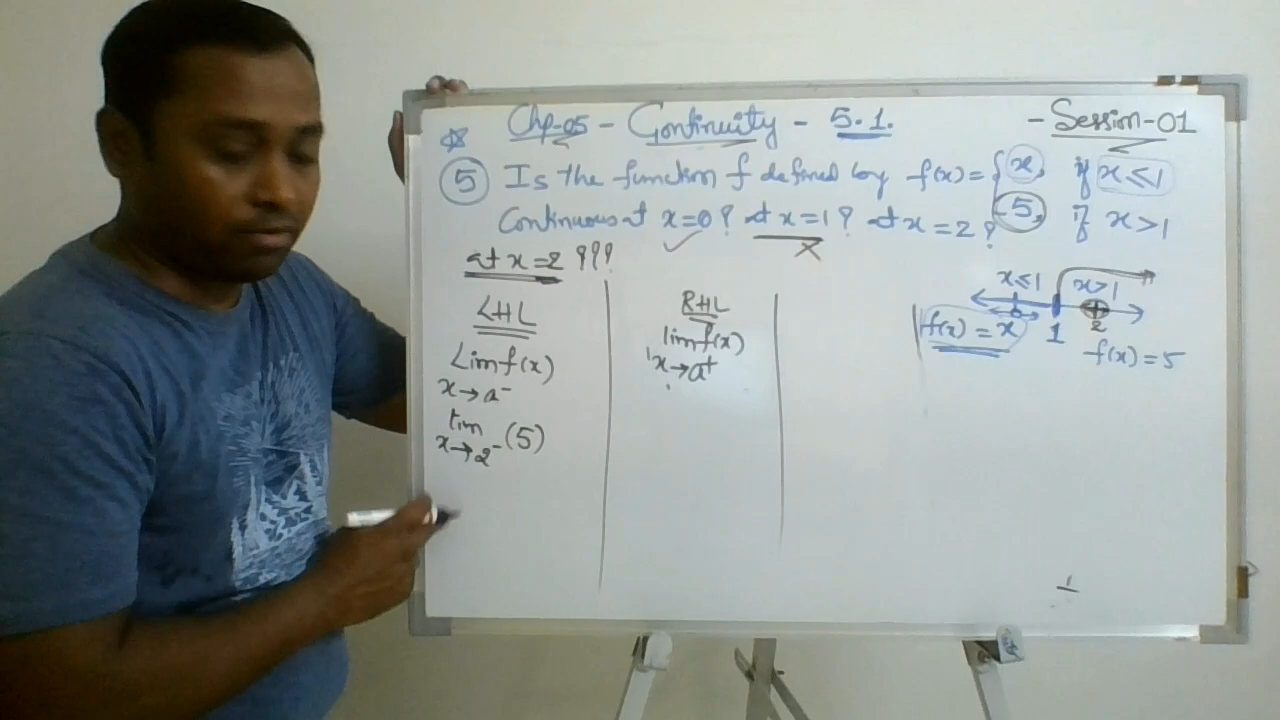 Chp-05 - Continuity - 5.1. - Session-01
5 Is the function f defined by f(x) = { x, if x ≤ 1
5, if x > 1
Continuous at x = 0 ? at x = 1 ? at x = 2 ?
at x = 2 ???
LHL
Lim f(x)
x → a⁻
lim (5)
x → 2⁻
RHL
lim f(x)
x → a⁺
x ≤ 1 x > 1
f(x) = x 1 2
f(x) = 5